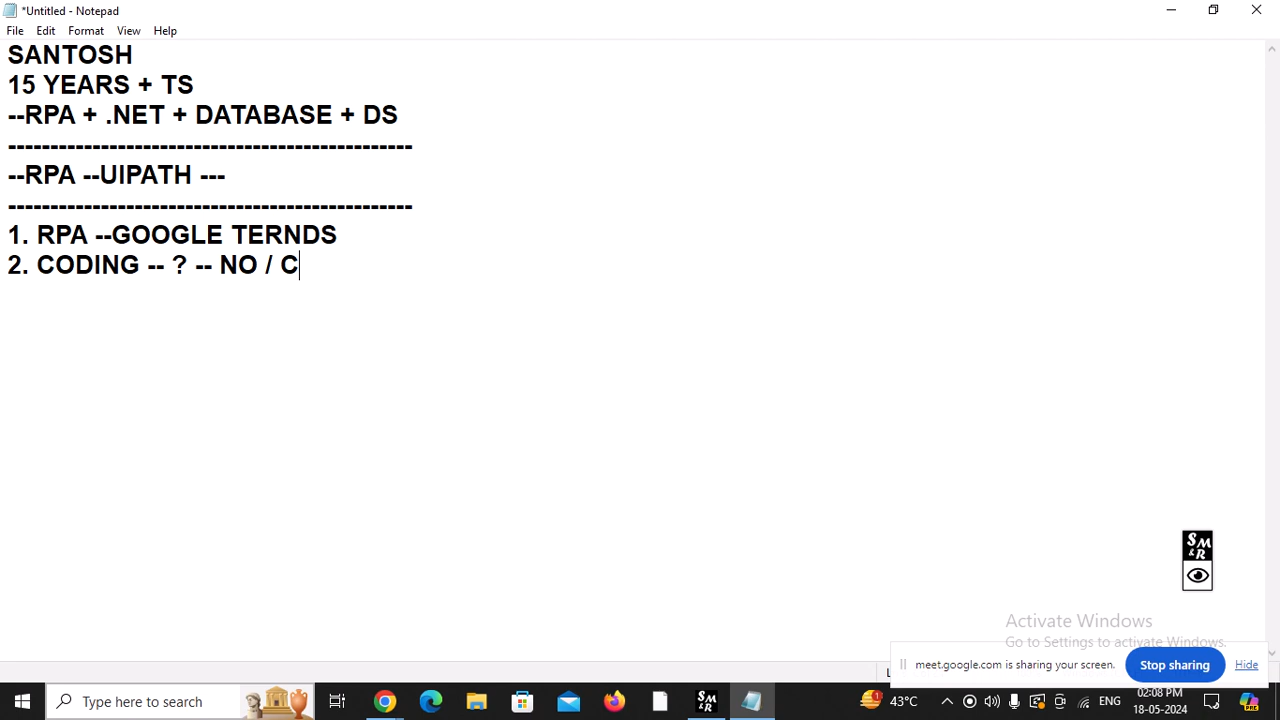 *Untitled - Notepad
File Edit Format View Help
SANTOSH
15 YEARS + TS
--RPA + .NET + DATABASE + DS
------------------------------------------------
--RPA --UIPATH ---
------------------------------------------------
1. RPA --GOOGLE TERNDS
2. CODING -- ? -- NO / C
S M & R
Activate Windows
Go to Settings to activate Windows.
meet.google.com is sharing your screen. Stop sharing Hide
Type here to search
S M & R
1
43°C
ENG
02:08 PM
18-05-2024
PRE